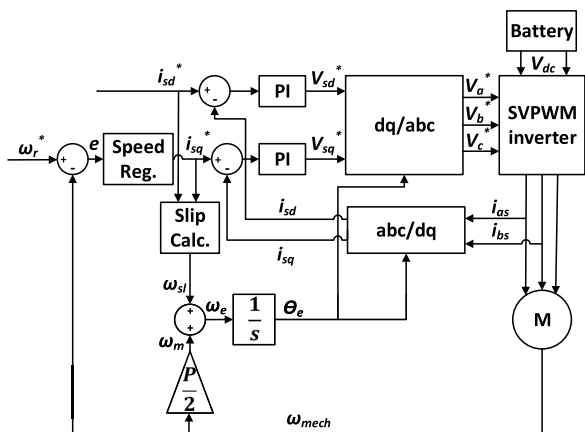 Battery
i_sd*
V_sd*
V_dc
+
-
PI
V_a*
dq/abc
SVPWM
inverter
V_b*
V_c*
ω_r*
e
Speed
Reg.
i_sq*
V_sq*
+
-
+
-
PI
i_sd
i_as
abc/dq
Slip
Calc.
i_sq
i_bs
ω_sl
ω_e
1/s
Θ_e
+
+
M
ω_m
P/2
ω_mech